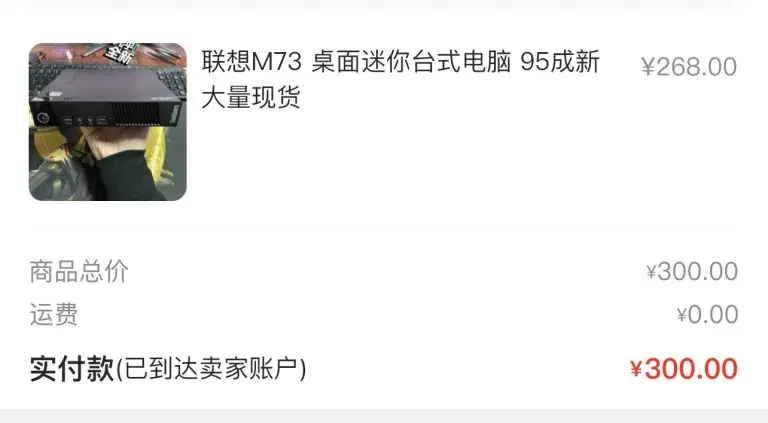 联想M73 桌面迷你台式电脑 95成新
大量现货
¥268.00
商品总价
¥300.00
运费
¥0.00
实付款(已到达卖家账户)
¥300.00